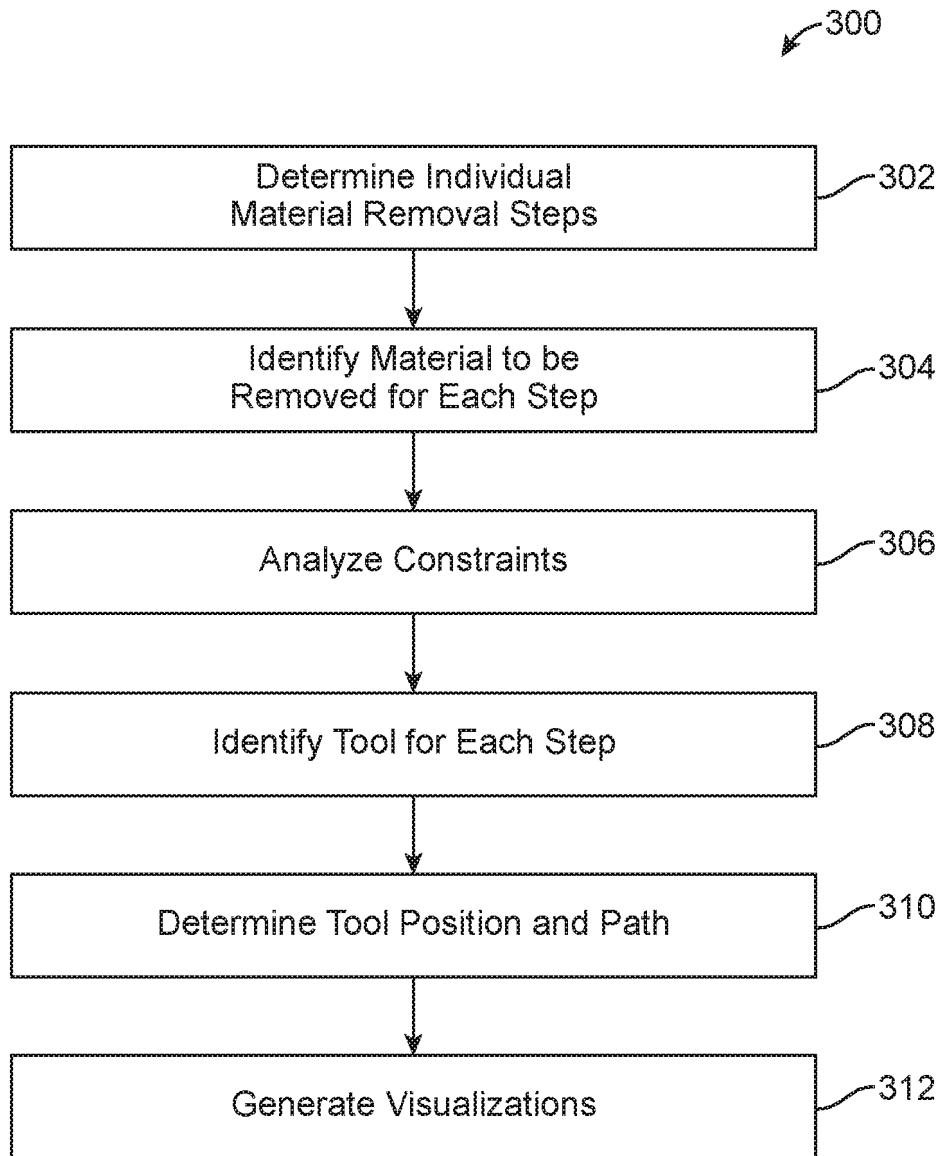 300
Determine Individual
Material Removal Steps
302
Identify Material to be
Removed for Each Step
304
Analyze Constraints
306
Identify Tool for Each Step
308
Determine Tool Position and Path
310
Generate Visualizations
312